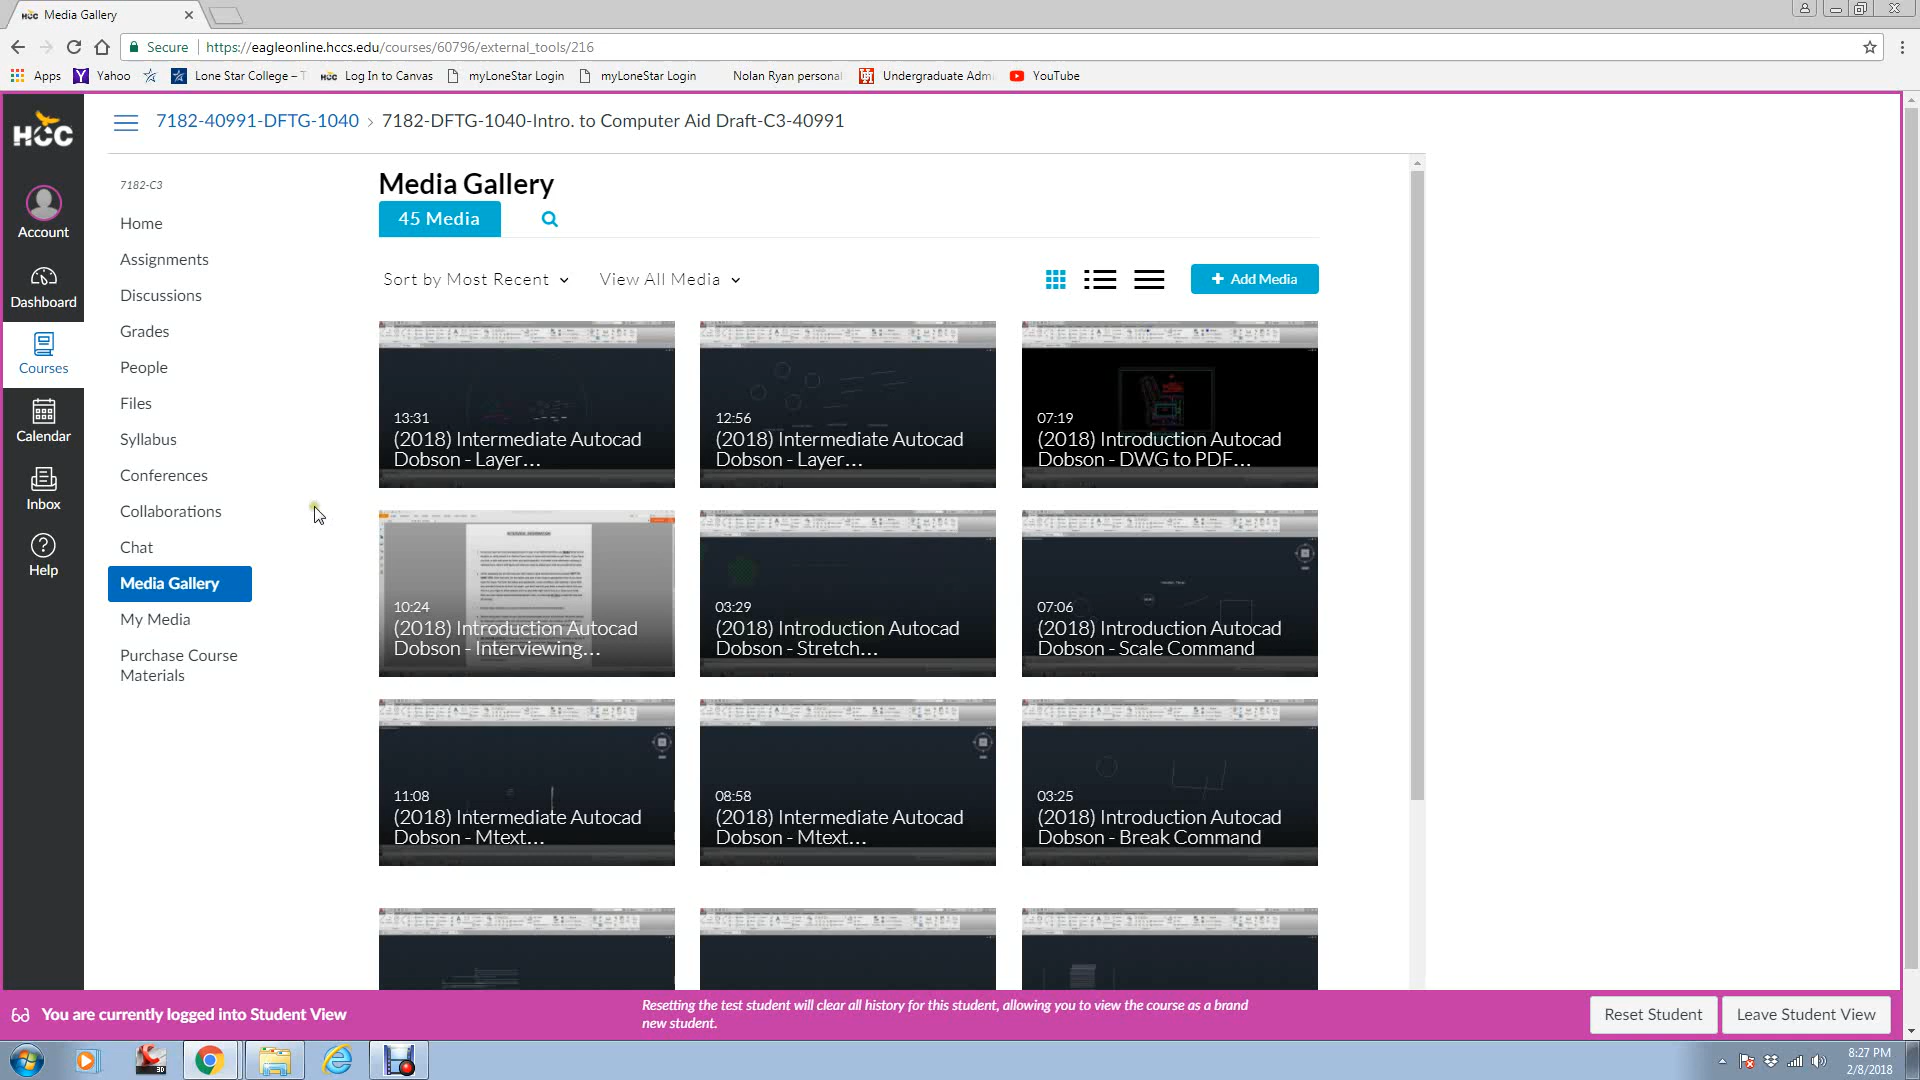 Media Gallery
Secure https://eagleonline.hccs.edu/courses/60796/external_tools/216
Apps Yahoo Lone Star College – T Log In to Canvas myLoneStar Login myLoneStar Login Nolan Ryan personal Undergraduate Adm YouTube
HCC
7182-40991-DFTG-1040 > 7182-DFTG-1040-Intro. to Computer Aid Draft-C3-40991
Account
Dashboard
Courses
Calendar
Inbox
Help
7182-C3
Home
Assignments
Discussions
Grades
People
Files
Syllabus
Conferences
Collaborations
Chat
Media Gallery
My Media
Purchase Course
Materials
Media Gallery
45 Media
Sort by Most Recent
View All Media
+ Add Media
13:31
(2018) Intermediate Autocad
Dobson - Layer...
12:56
(2018) Intermediate Autocad
Dobson - Layer...
07:19
(2018) Introduction Autocad
Dobson - DWG to PDF...
10:24
(2018) Introduction Autocad
Dobson - Interviewing...
03:29
(2018) Introduction Autocad
Dobson - Stretch...
07:06
(2018) Introduction Autocad
Dobson - Scale Command
11:08
(2018) Intermediate Autocad
Dobson - Mtext...
08:58
(2018) Intermediate Autocad
Dobson - Mtext...
03:25
(2018) Introduction Autocad
Dobson - Break Command
You are currently logged into Student View
Resetting the test student will clear all history for this student, allowing you to view the course as a brand
new student.
Reset Student
Leave Student View
8:27 PM
2/8/2018